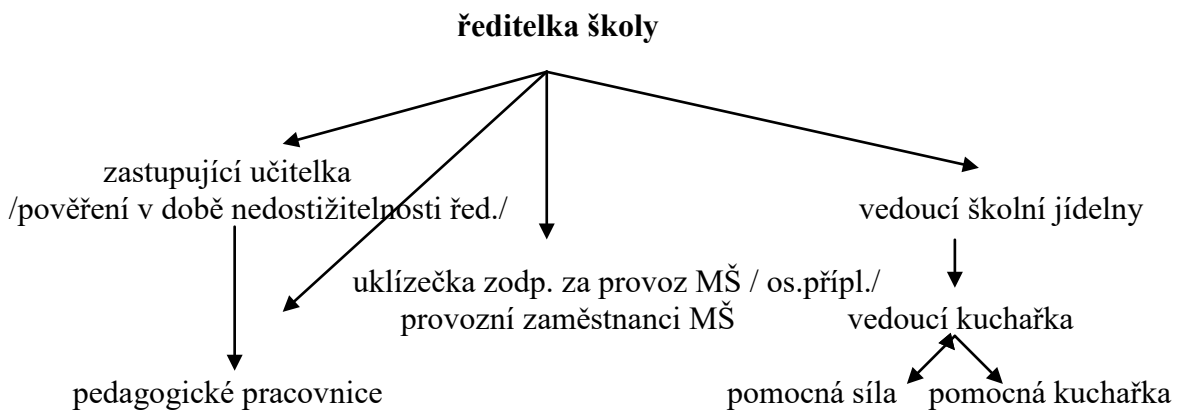 ředitelka školy
zastupující učitelka
/pověření v době nedostižitelnosti řed./
vedoucí školní jídelny
uklízečka zodp. za provoz MŠ / os.přípl./
provozní zaměstnanci MŠ
vedoucí kuchařka
pedagogické pracovnice
pomocná síla
pomocná kuchařka